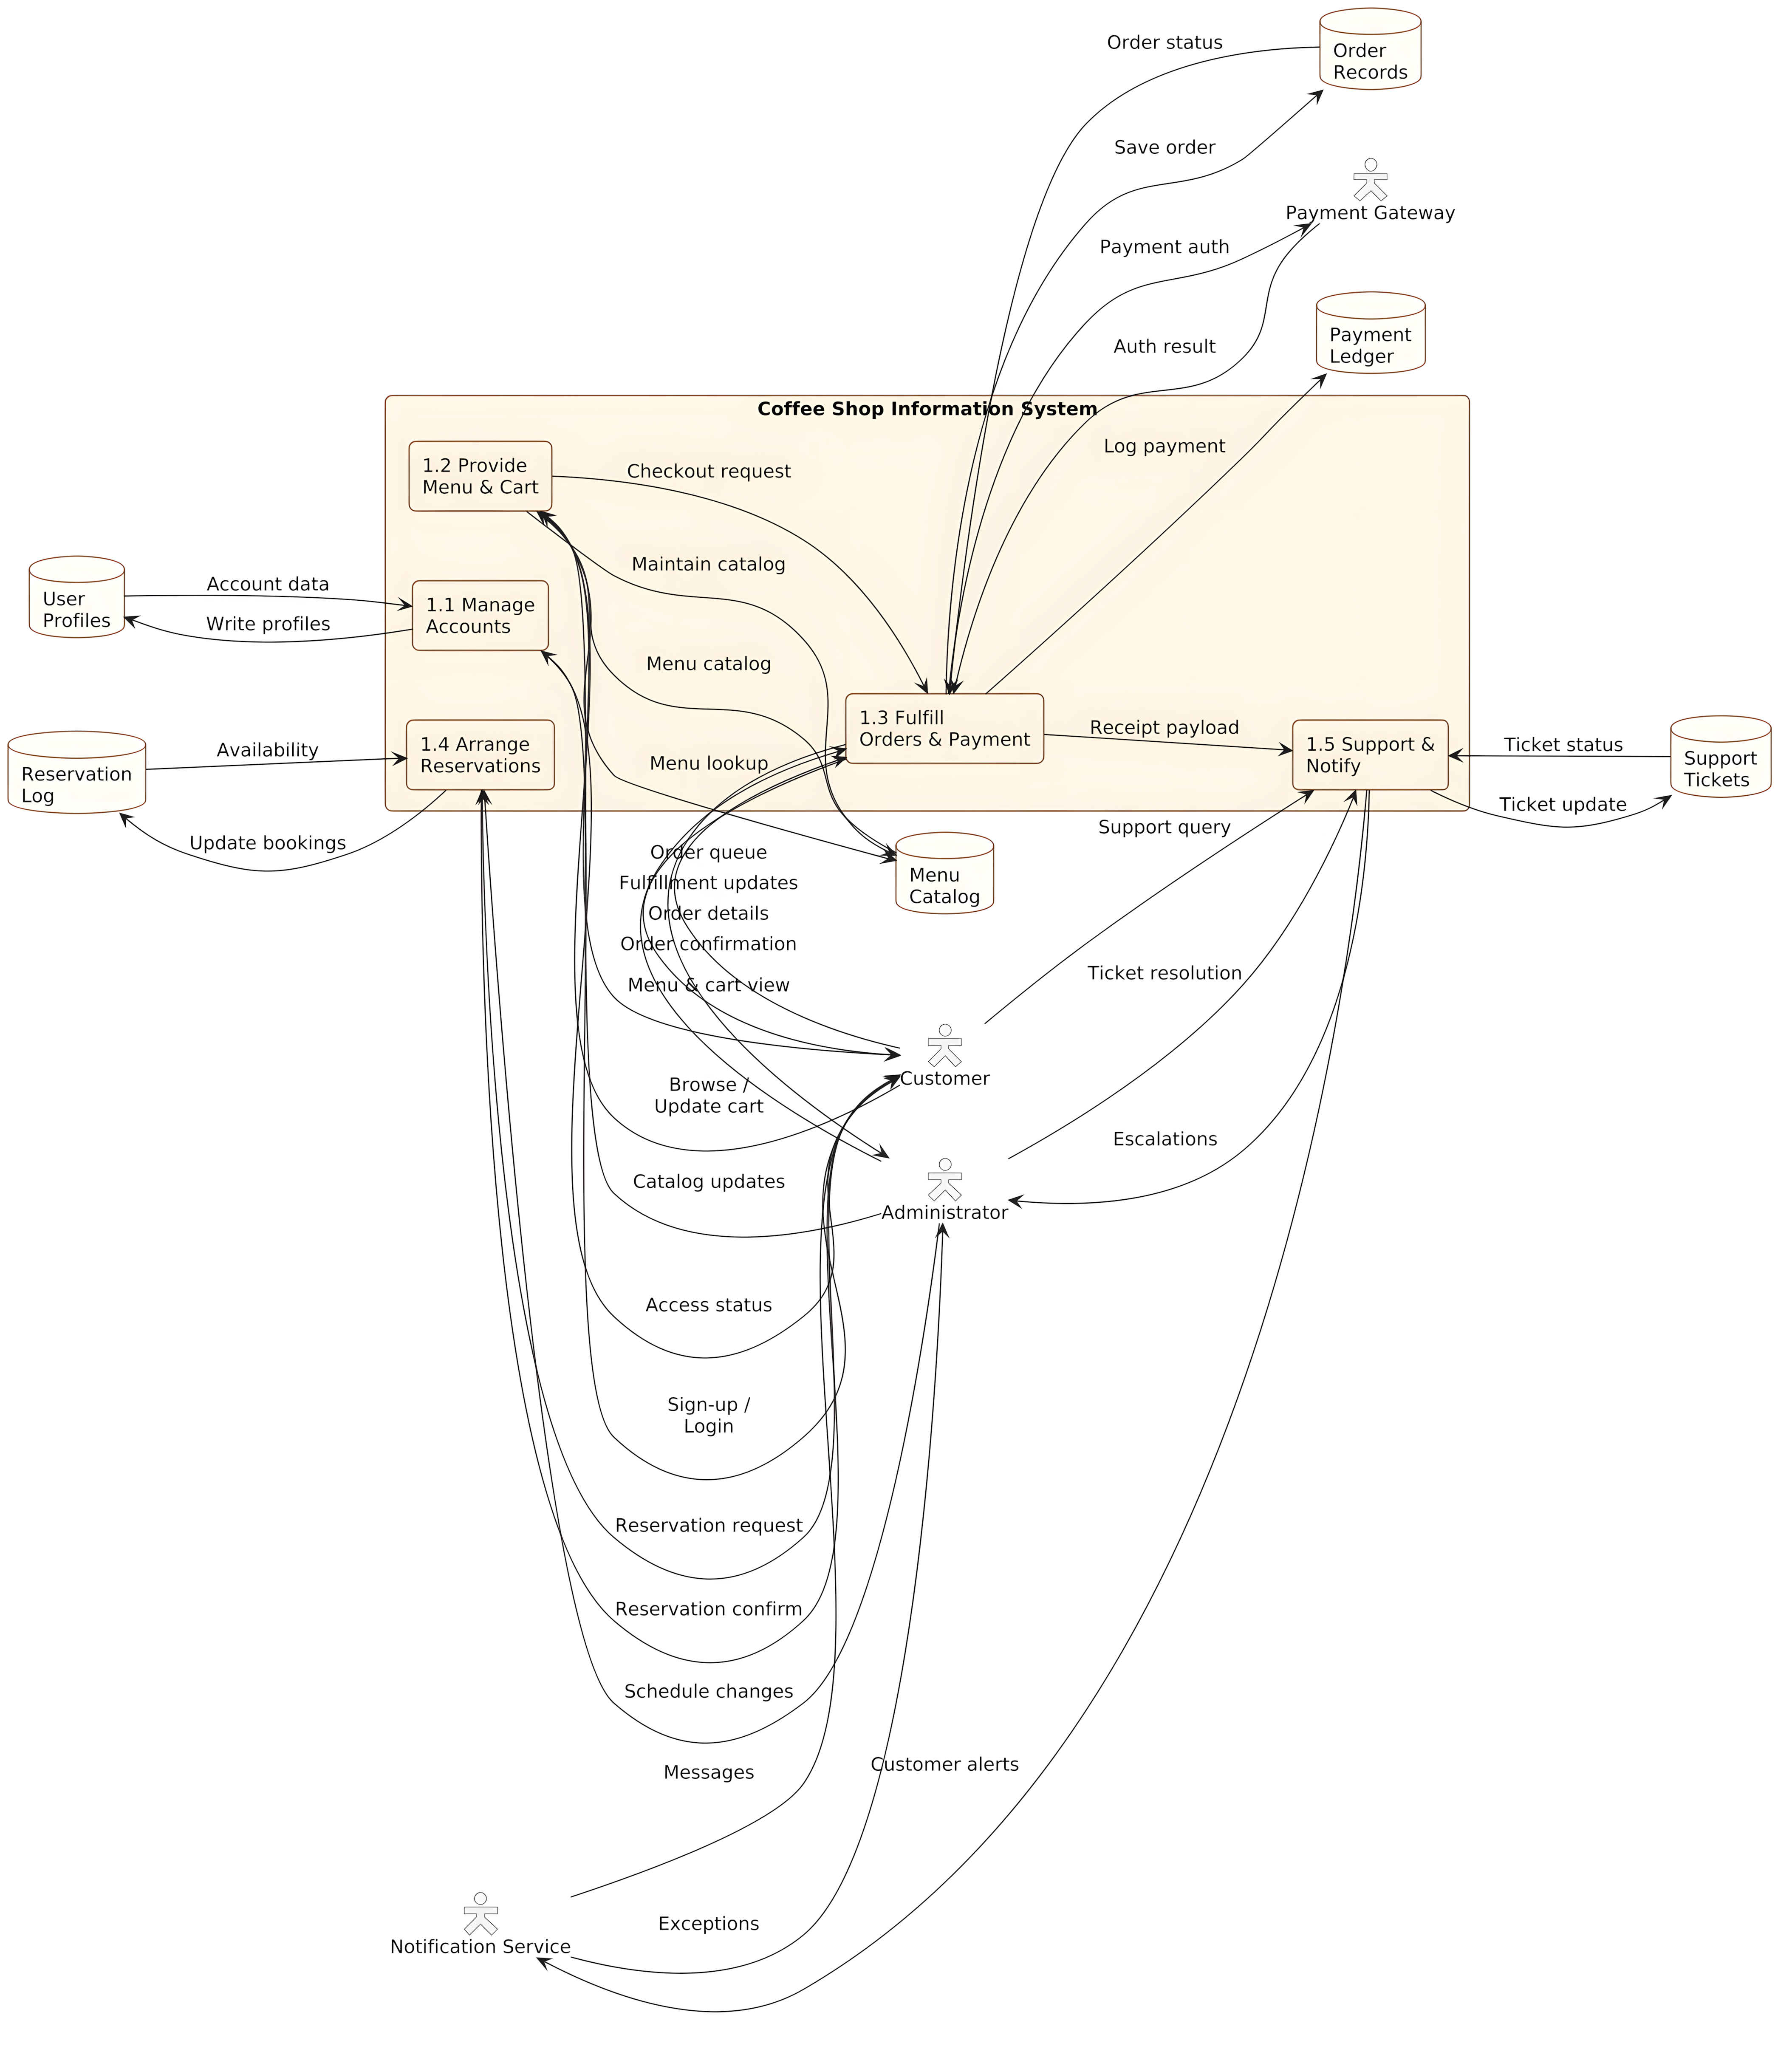 Order status
Order
Records
Save order
Payment Gateway
Payment auth
Payment
Ledger
Auth result
Coffee Shop Information System
Log payment
1.2 Provide
Menu & Cart
Checkout request
Maintain catalog
User
Profiles
Account data
Write profiles
1.1 Manage
Accounts
Menu catalog
1.3 Fulfill
Orders & Payment
Receipt payload
1.4 Arrange
Reservations
Reservation
Log
Availability
Menu lookup
1.5 Support &
Notify
Ticket status
Support
Tickets
Ticket update
Update bookings
Support query
Order queue
Fulfillment updates
Order details
Order confirmation
Menu
Catalog
Menu & cart view
Ticket resolution
Customer
Browse /
Update cart
Escalations
Catalog updates
Administrator
Access status
Sign-up /
Login
Reservation request
Reservation confirm
Schedule changes
Messages
Customer alerts
Exceptions
Notification Service